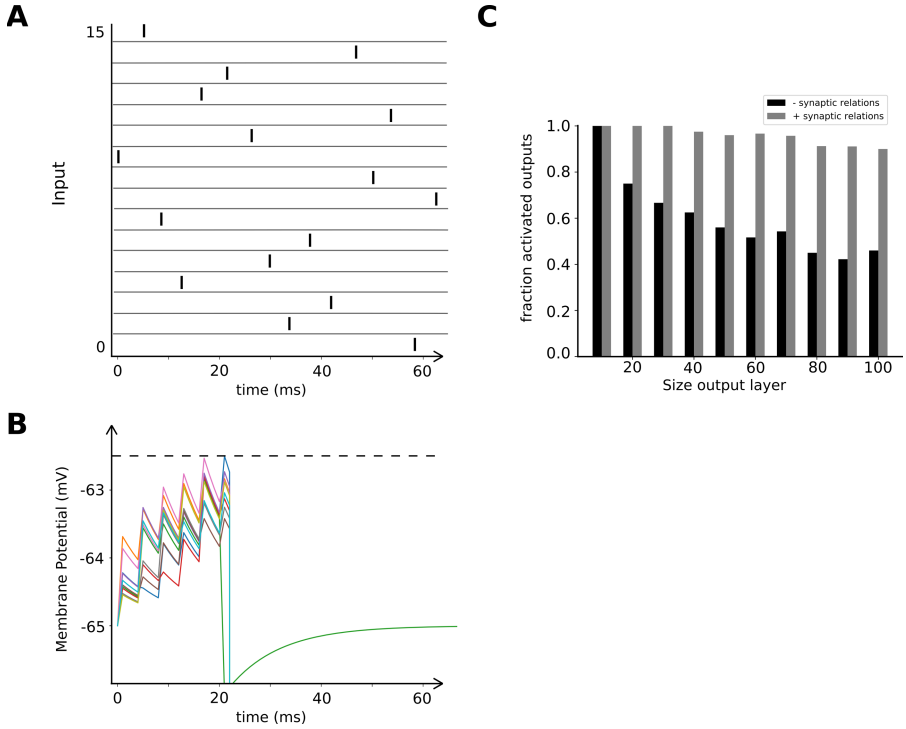 A
15
Input
0
0 20 40 60
time (ms)
B
Membrane Potential (mV)
-63
-64
-65
0 20 40 60
time (ms)
C
- synaptic relations
+ synaptic relations
fraction activated outputs
1.0
0.8
0.6
0.4
0.2
0.0
20 40 60 80 100
Size output layer